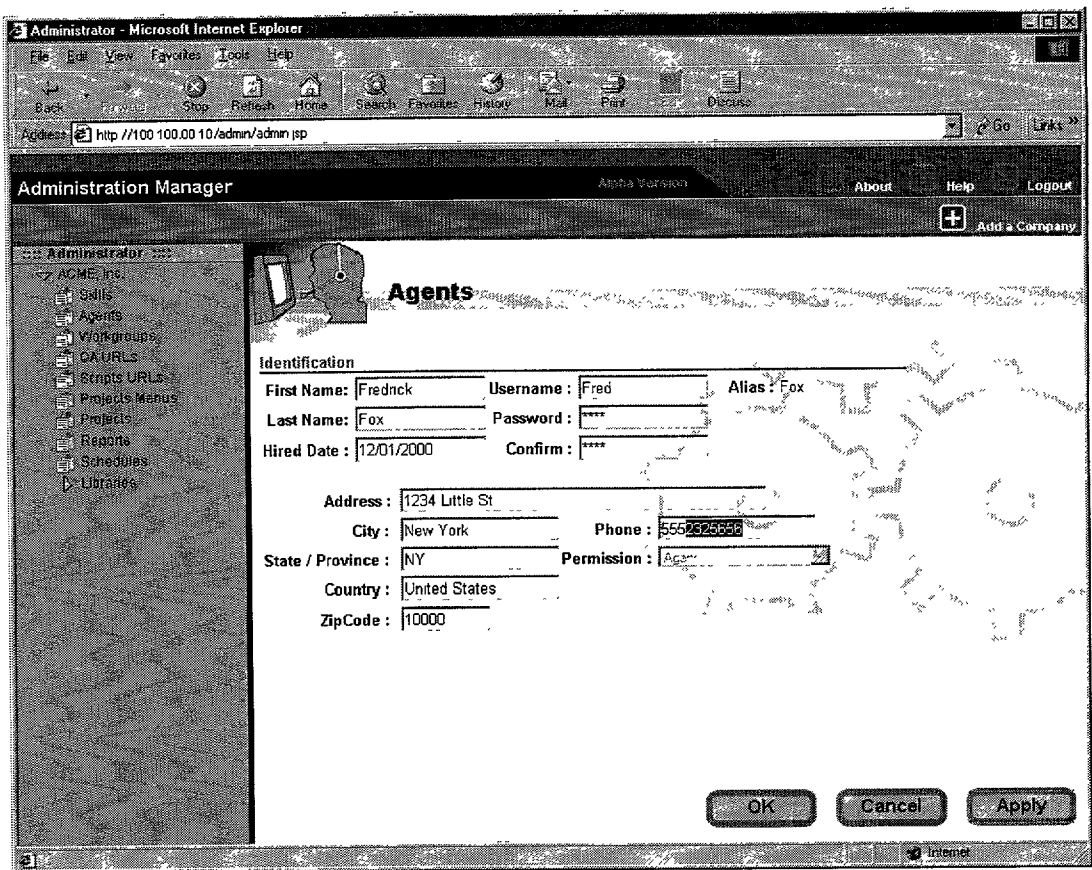 Administrator - Microsoft Internet Explorer
File Edit View Favorites Tools Help
Back Stop Refresh Home Search Favorites History Mail Print Discuss
Address http //100 100.00 10/admin/admin jsp Go Links »
Administration Manager Alpha Version About Help Logout
Add a Company
:::: Administrator ::::
ACME Inc.
Skills
Agents
Workgroups
CA URLs
Scripts URLs
Projects Menus
Projects
Reports
Schedules
Libraries
Agents
Identification
First Name: Fredrick Username : Fred Alias : Fox
Last Name: Fox Password : ****
Hired Date : 12/01/2000 Confirm : ****
Address : 1234 Little St
City : New York Phone : 5552325656
State / Province : NY Permission : Agent
Country : United States
ZipCode : 10000
OK Cancel Apply
Internet